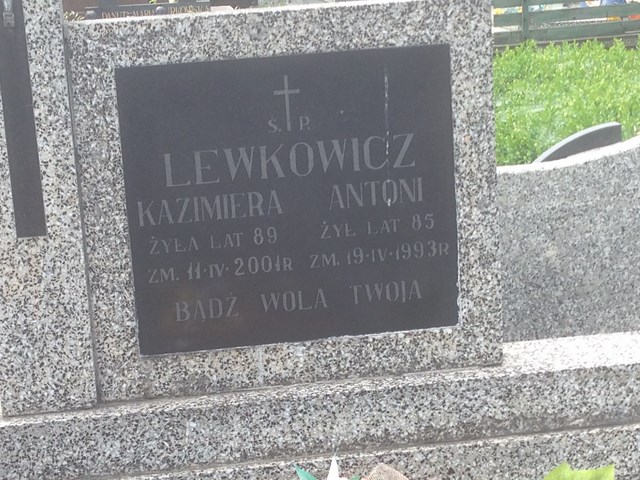 Ś. P.
LEWKOWICZ
KAZIMIERA ANTONI
ŻYŁA LAT 89 ŻYŁ LAT 85
ZM. 11·IV·2001R ZM. 19·IV·1993R
BĄDŹ WOLA TWOJA